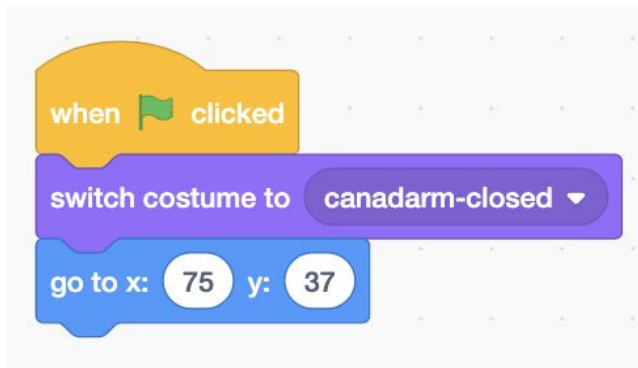 when clicked
switch costume to canadarm-closed
go to x: 75 y: 37